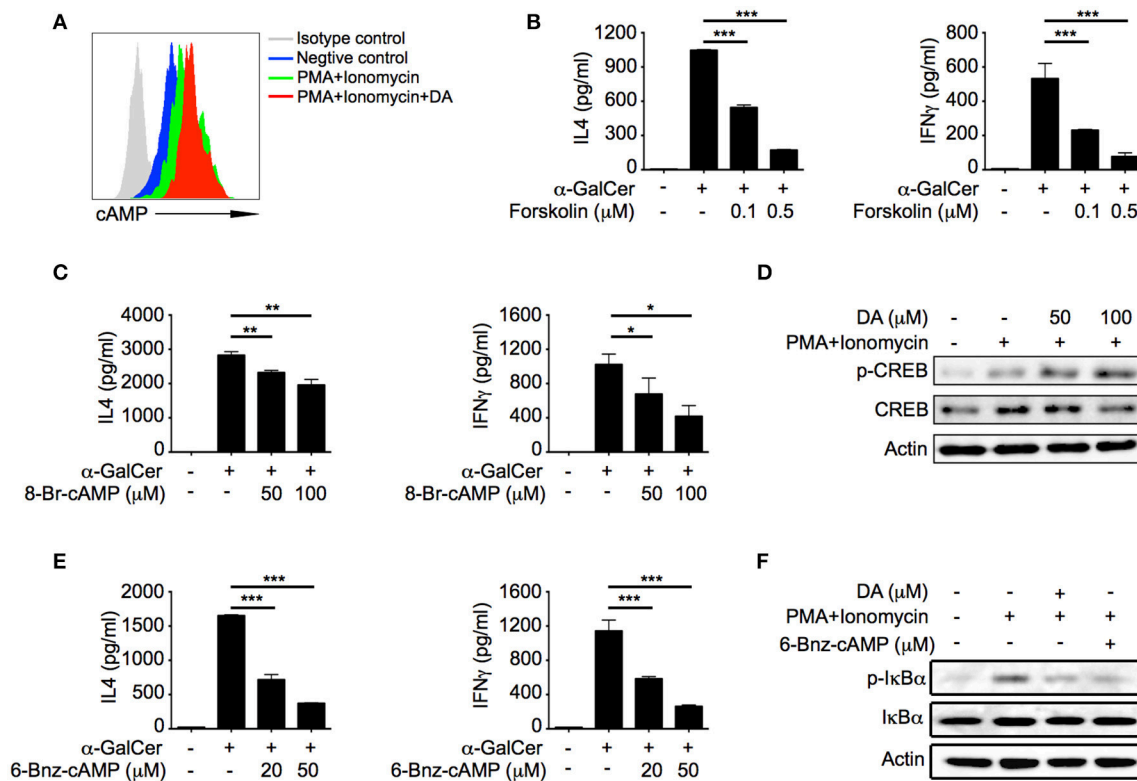 A
Isotype control
Negtive control
PMA+Ionomycin
PMA+Ionomycin+DA
cAMP
B
IL4 (pg/ml)
1200
900
600
300
0
***
***
α-GalCer - + + +
Forskolin (μM) - - 0.1 0.5
IFNγ (pg/ml)
800
600
400
200
0
***
***
α-GalCer - + + +
Forskolin (μM) - - 0.1 0.5
C
IL4 (pg/ml)
4000
3000
2000
1000
0
**
**
α-GalCer - + + +
8-Br-cAMP (μM) - - 50 100
IFNγ (pg/ml)
1600
1200
800
400
0
*
*
α-GalCer - + + +
8-Br-cAMP (μM) - - 50 100
D
DA (μM) - - 50 100
PMA+Ionomycin - + + +
p-CREB
CREB
Actin
E
IL4 (pg/ml)
2000
1500
1000
500
0
***
***
α-GalCer - + + +
6-Bnz-cAMP (μM) - - 20 50
IFNγ (pg/ml)
1600
1200
800
400
0
***
***
α-GalCer - + + +
6-Bnz-cAMP (μM) - - 20 50
F
DA (μM) - - + -
PMA+Ionomycin - + + +
6-Bnz-cAMP (μM) - - - +
p-IκBα
IκBα
Actin